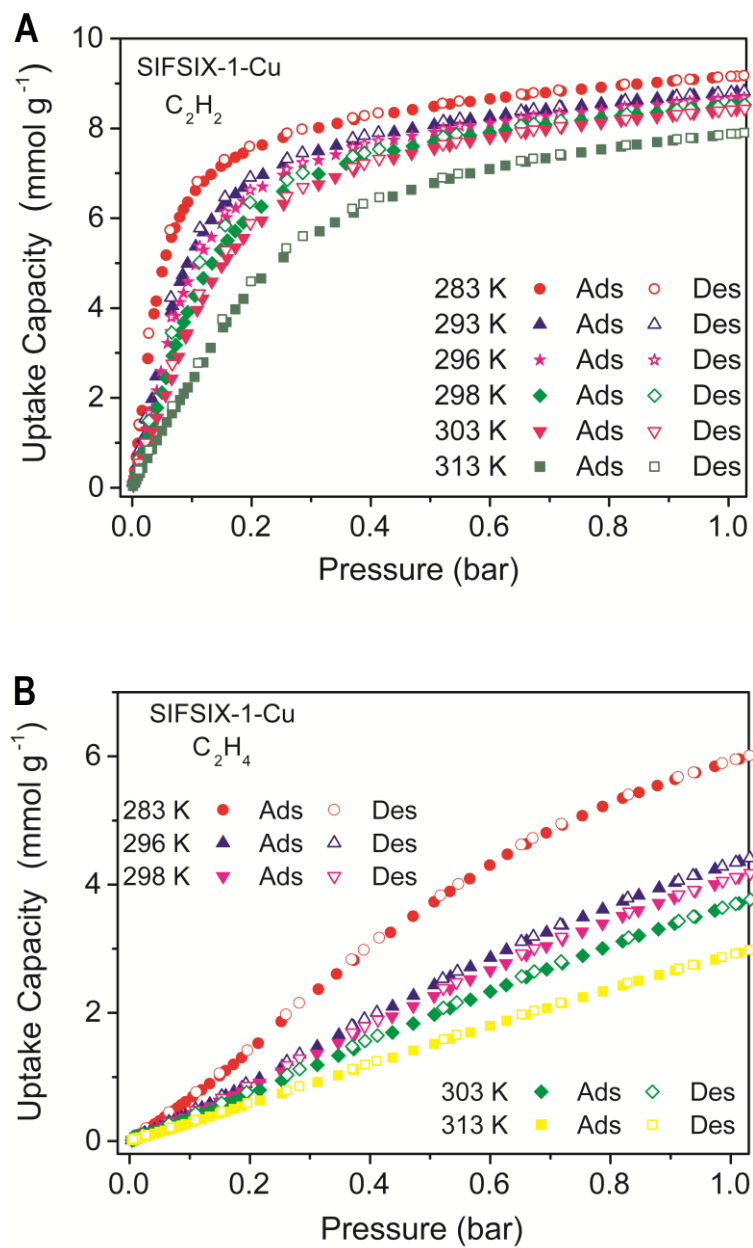 A
SIFSIX-1-Cu
C₂H₂
Uptake Capacity (mmol g⁻¹)
10
8
6
4
2
0
283 K Ads Des
293 K Ads Des
296 K Ads Des
298 K Ads Des
303 K Ads Des
313 K Ads Des
0.0 0.2 0.4 0.6 0.8 1.0
Pressure (bar)
B
SIFSIX-1-Cu
C₂H₄
Uptake Capacity (mmol g⁻¹)
6
4
2
0
283 K Ads Des
296 K Ads Des
298 K Ads Des
303 K Ads Des
313 K Ads Des
0.0 0.2 0.4 0.6 0.8 1.0
Pressure (bar)